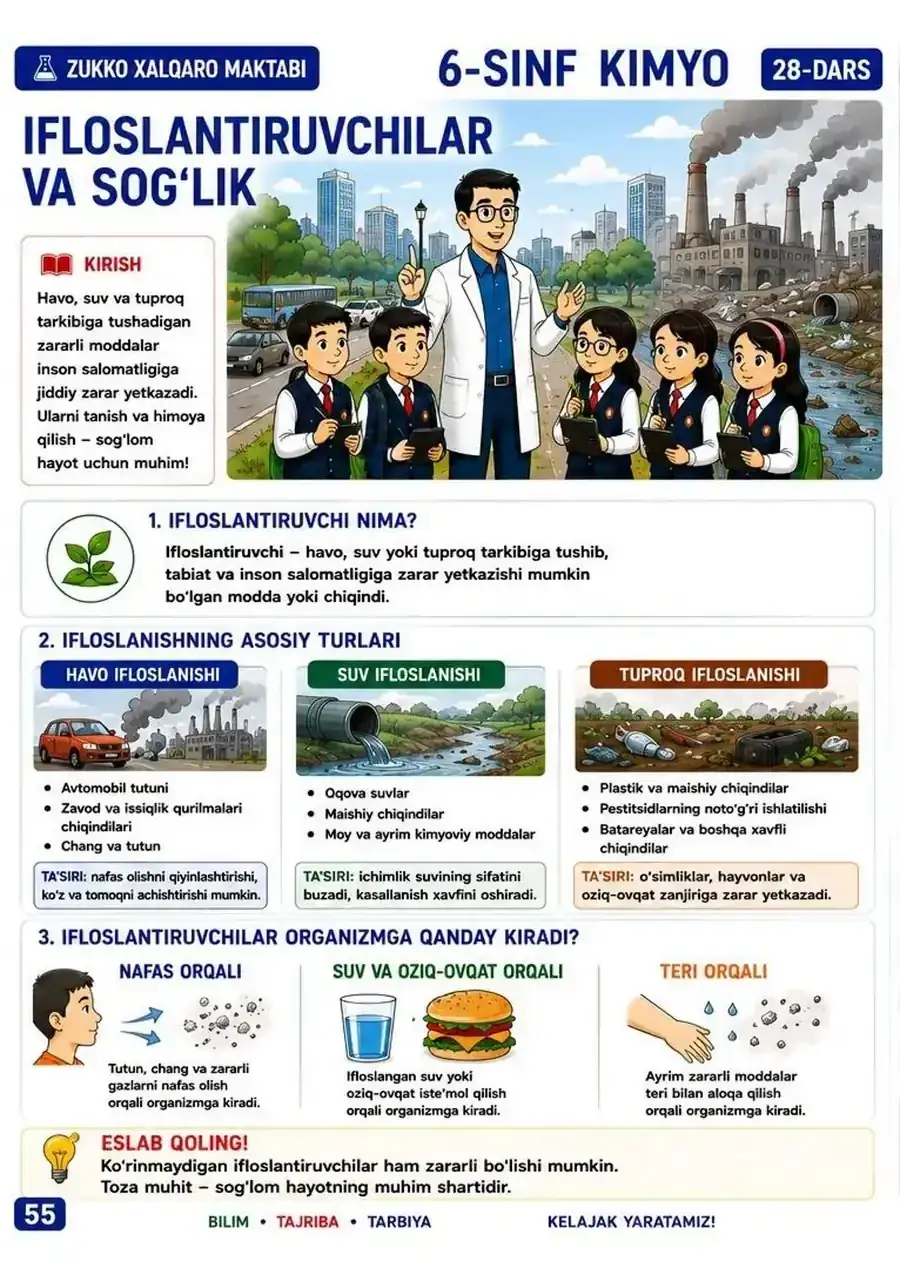 ZUKKO XALQARO MAKTABI
6-SINF KIMYO
28-DARS
IFLOSLANTIRUVCHILAR
VA SOG‘LIK
KIRISH
Havo, suv va tuproq
tarkibiga tushadigan
zararli moddalar
inson salomatligiga
jiddiy zarar yetkazadi.
Ularni tanish va himoya
qilish – sog‘lom
hayot uchun muhim!
1. IFLOSLANTIRUVCHI NIMA?
Ifloslantiruvchi – havo, suv yoki tuproq tarkibiga tushib,
tabiat va inson salomatligiga zarar yetkazishi mumkin
bo‘lgan modda yoki chiqindi.
2. IFLOSLANISHNING ASOSIY TURLARI
HAVO IFLOSLANISHI
• Avtomobil tutuni
• Zavod va issiqlik qurilmalari
chiqindilari
• Chang va tutun
TA'SIRI: nafas olishni qiyinlashtirishi,
ko‘z va tomoqni achishtirishi mumkin.
SUV IFLOSLANISHI
• Oqova suvlar
• Maishiy chiqindilar
• Moy va ayrim kimyoviy moddalar
TA'SIRI: ichimlik suvining sifatini
buzadi, kasallanish xavfini oshiradi.
TUPROQ IFLOSLANISHI
• Plastik va maishiy chiqindilar
• Pestitsidlarning noto‘g‘ri ishlatilishi
• Batareyalar va boshqa xavfli
chiqindilar
TA'SIRI: o‘simliklar, hayvonlar va
oziq-ovqat zanjiriga zarar yetkazadi.
3. IFLOSLANTIRUVCHILAR ORGANIZMGA QANDAY KIRADI?
NAFAS ORQALI
Tutun, chang va zararli
gazlarni nafas olish
orqali organizmga kiradi.
SUV VA OZIQ-OVQAT ORQALI
Ifloslangan suv yoki
oziq-ovqat iste'mol qilish
orqali organizmga kiradi.
TERI ORQALI
Ayrim zararli moddalar
teri bilan aloqa qilish
orqali organizmga kiradi.
ESLAB QOLING!
Ko‘rinmaydigan ifloslantiruvchilar ham zararli bo‘lishi mumkin.
Toza muhit – sog‘lom hayotning muhim shartidir.
55
BILIM • TAJRIBA • TARBIYA
KELAJAK YARATAMIZ!